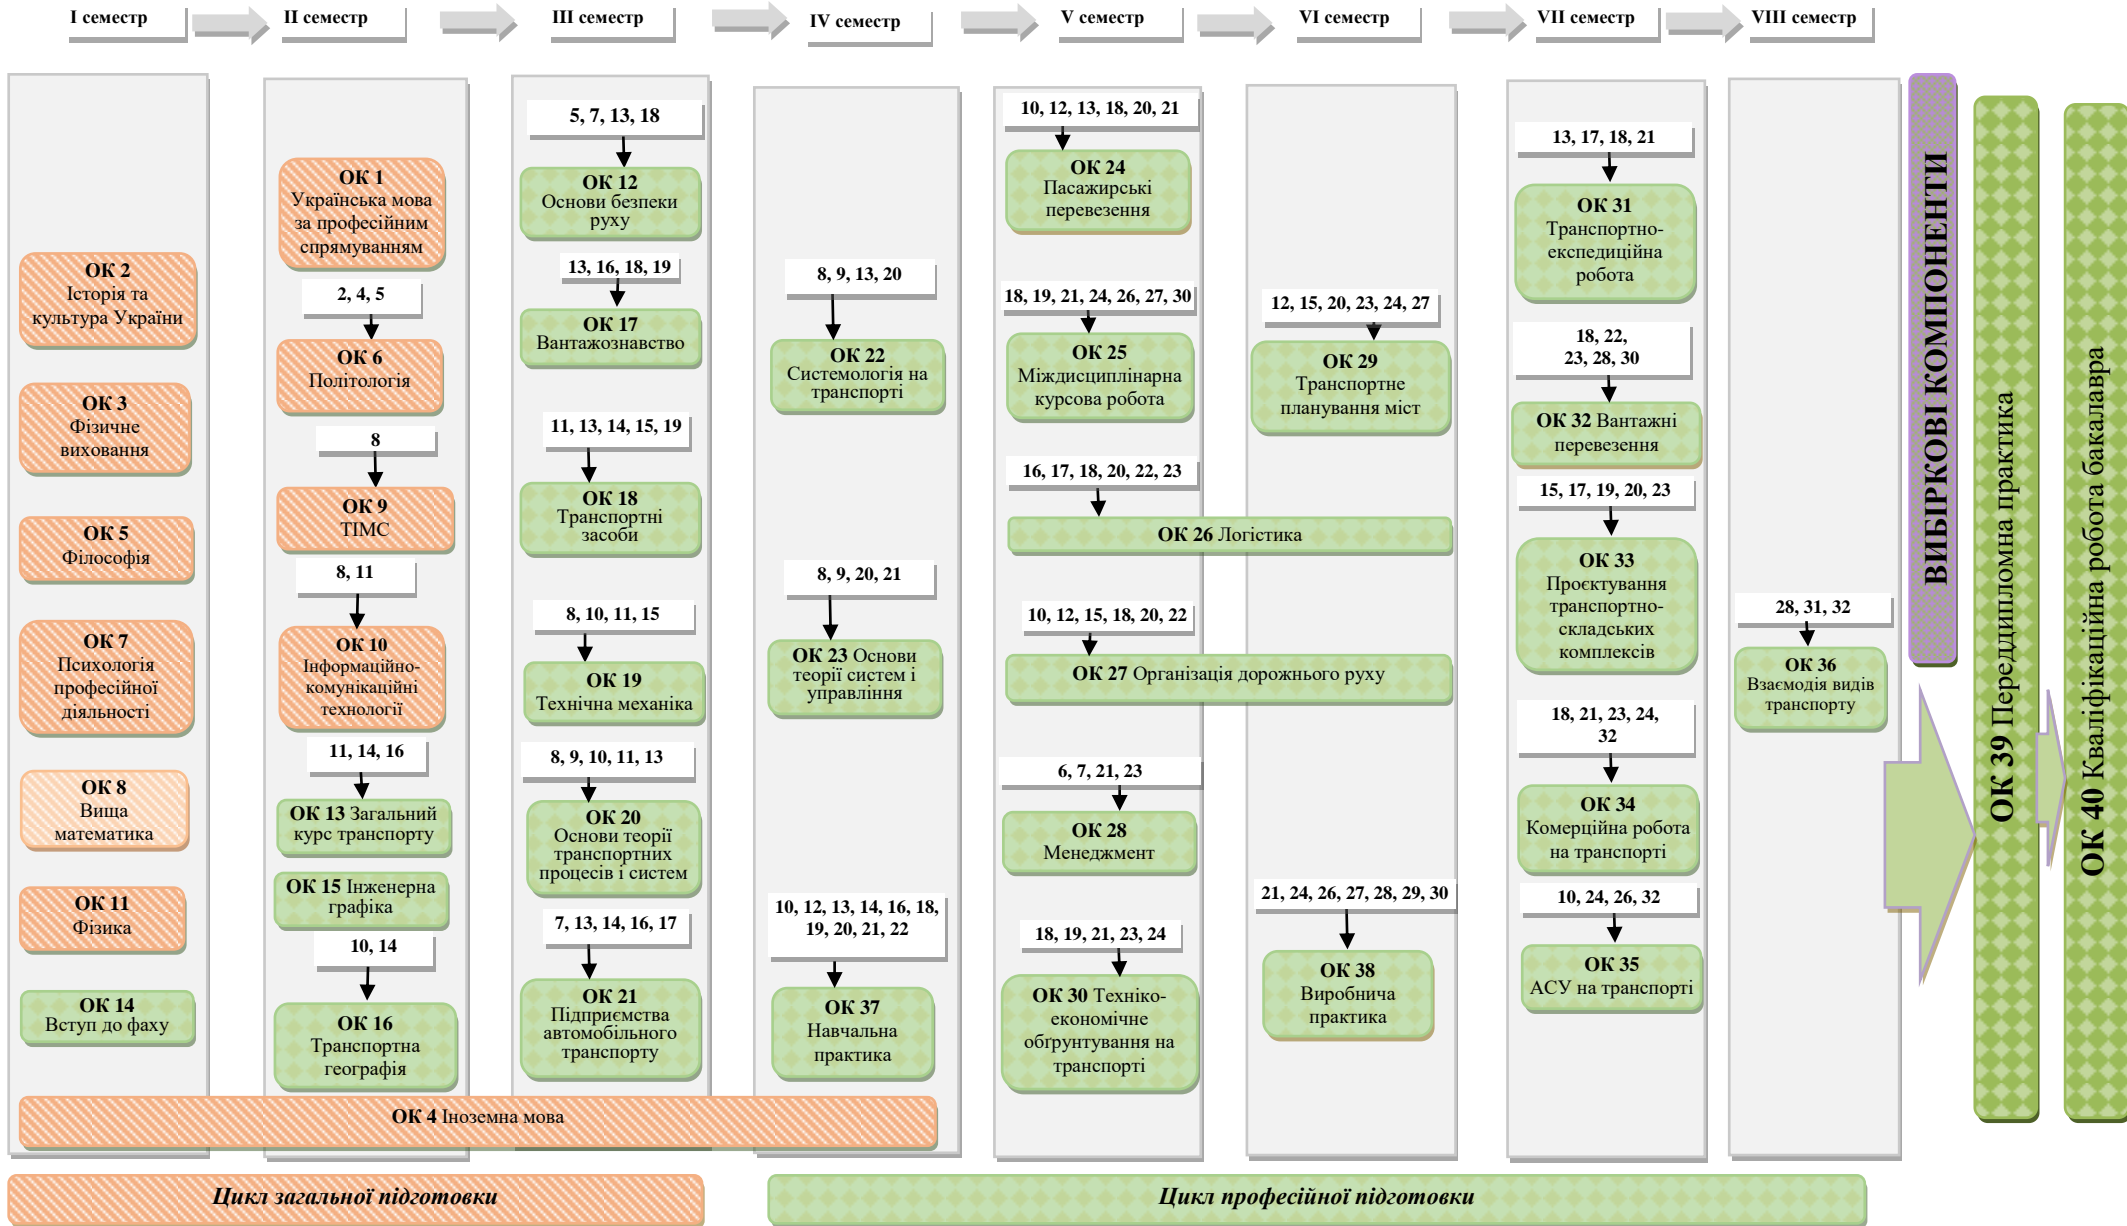 I семестр
II семестр
III семестр
IV семестр
V семестр
VI семестр
VII семестр
VIII семестр
ОК 2
Історія та
культура України
ОК 3
Фізичне
виховання
ОК 5
Філософія
ОК 7
Психологія
професійної
діяльності
ОК 8
Вища
математика
ОК 11
Фізика
ОК 14
Вступ до фаху
ОК 1
Українська мова
за професійним
спрямуванням
2, 4, 5
ОК 6
Політологія
8
ОК 9
ТІМС
8, 11
ОК 10
Інформаційно-
комунікаційні
технології
11, 14, 16
ОК 13 Загальний
курс транспорту
ОК 15 Інженерна
графіка
10, 14
ОК 16
Транспортна
географія
5, 7, 13, 18
ОК 12
Основи безпеки
руху
13, 16, 18, 19
ОК 17
Вантажознавство
11, 13, 14, 15, 19
ОК 18
Транспортні
засоби
8, 10, 11, 15
ОК 19
Технічна механіка
8, 9, 10, 11, 13
ОК 20
Основи теорії
транспортних
процесів і систем
7, 13, 14, 16, 17
ОК 21
Підприємства
автомобільного
транспорту
8, 9, 13, 20
ОК 22
Системологія на
транспорті
8, 9, 20, 21
ОК 23 Основи
теорії систем і
управління
10, 12, 13, 14, 16, 18,
19, 20, 21, 22
ОК 37
Навчальна
практика
ОК 4 Іноземна мова
10, 12, 13, 18, 20, 21
ОК 24
Пасажирські
перевезення
18, 19, 21, 24, 26, 27, 30
ОК 25
Міждисциплінарна
курсова робота
16, 17, 18, 20, 22, 23
ОК 26 Логістика
10, 12, 15, 18, 20, 22
ОК 27 Організація дорожнього руху
6, 7, 21, 23
ОК 28
Менеджмент
18, 19, 21, 23, 24
ОК 30 Техніко-
економічне
обґрунтування на
транспорті
12, 15, 20, 23, 24, 27
ОК 29
Транспортне
планування міст
21, 24, 26, 27, 28, 29, 30
ОК 38
Виробнича
практика
13, 17, 18, 21
ОК 31
Транспортно-
експедиційна
робота
18, 22,
23, 28, 30
ОК 32 Вантажні
перевезення
15, 17, 19, 20, 23
ОК 33
Проєктування
транспортно-
складських
комплексів
18, 21, 23, 24,
32
ОК 34
Комерційна робота
на транспорті
10, 24, 26, 32
ОК 35
АСУ на транспорті
28, 31, 32
ОК 36
Взаємодія видів
транспорту
ВИБІРКОВІ КОМПІОНЕНТИ
ОК 39 Переддипломна практика
ОК 40 Кваліфікаційна робота бакалавра
Цикл загальної підготовки
Цикл професійної підготовки